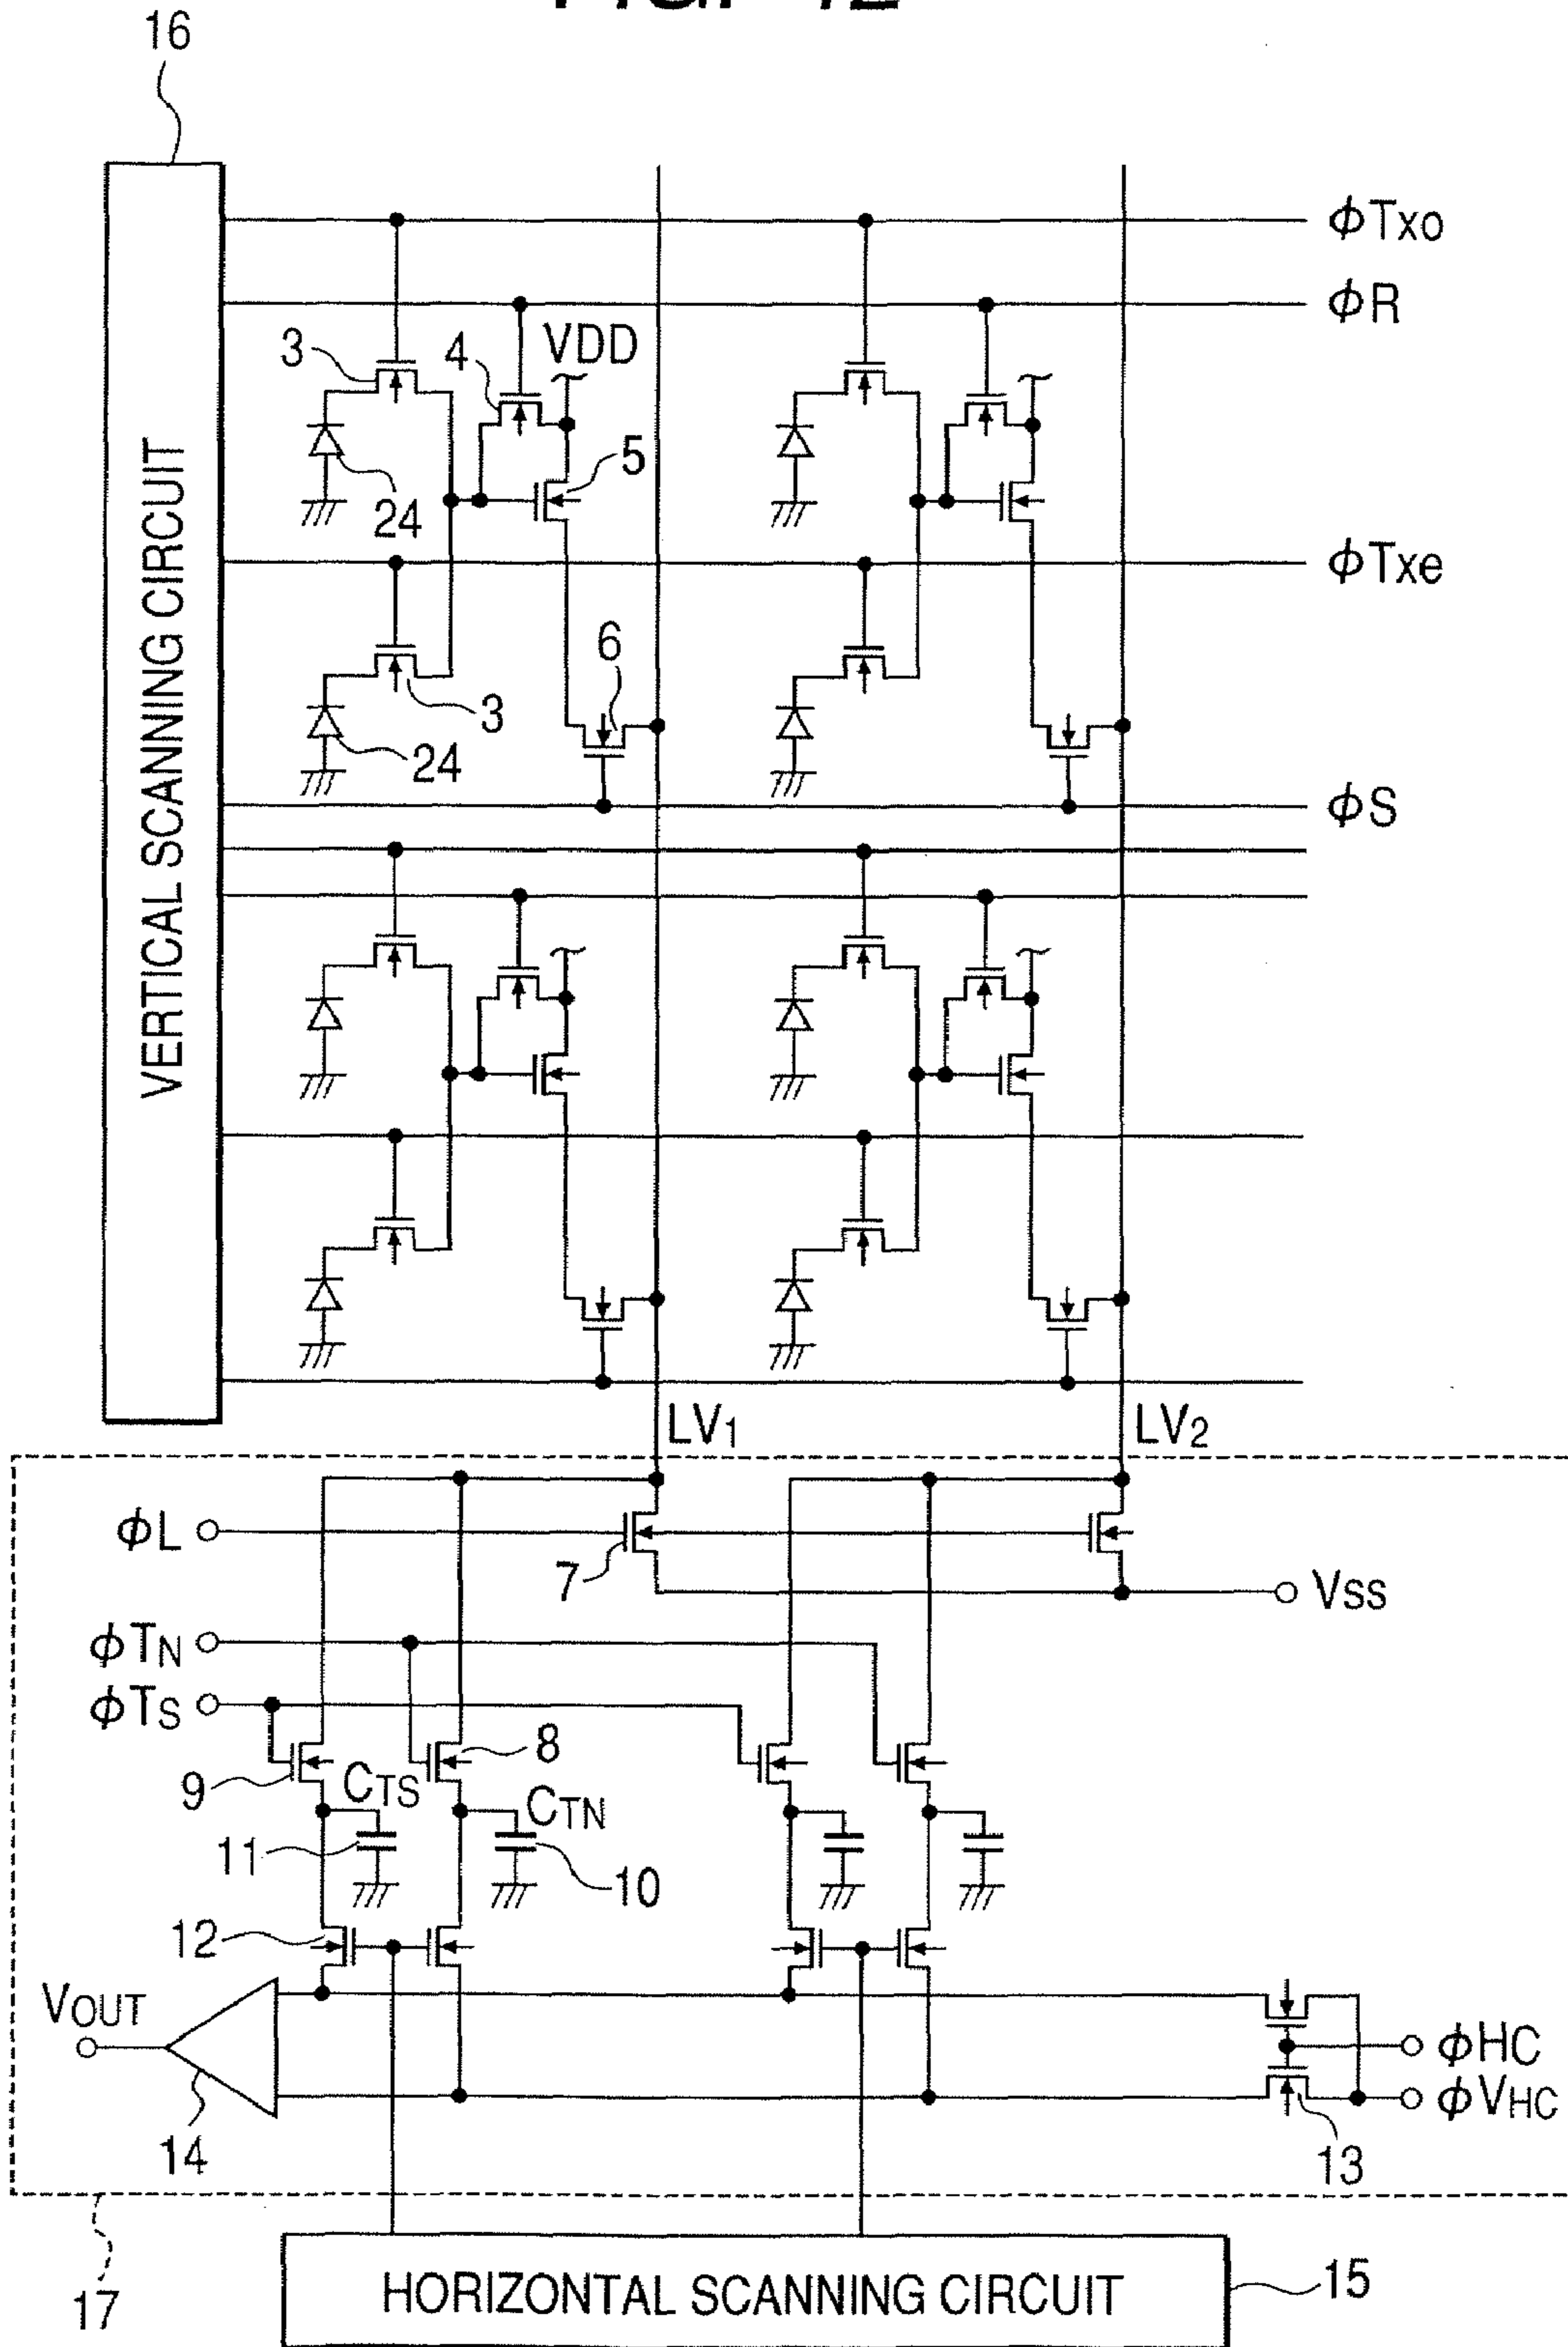 FIG. 12
16
VERTICAL SCANNING CIRCUIT
ϕTXO
ϕR
3
4
VDD
5
24
ϕTXe
6
3
24
ϕS
LV1
LV2
ϕL
7
VSS
ϕTN
ϕTS
8
9
CTS
CTN
11
10
12
VOUT
ϕHC
ϕVHC
14
13
17
HORIZONTAL SCANNING CIRCUIT
15